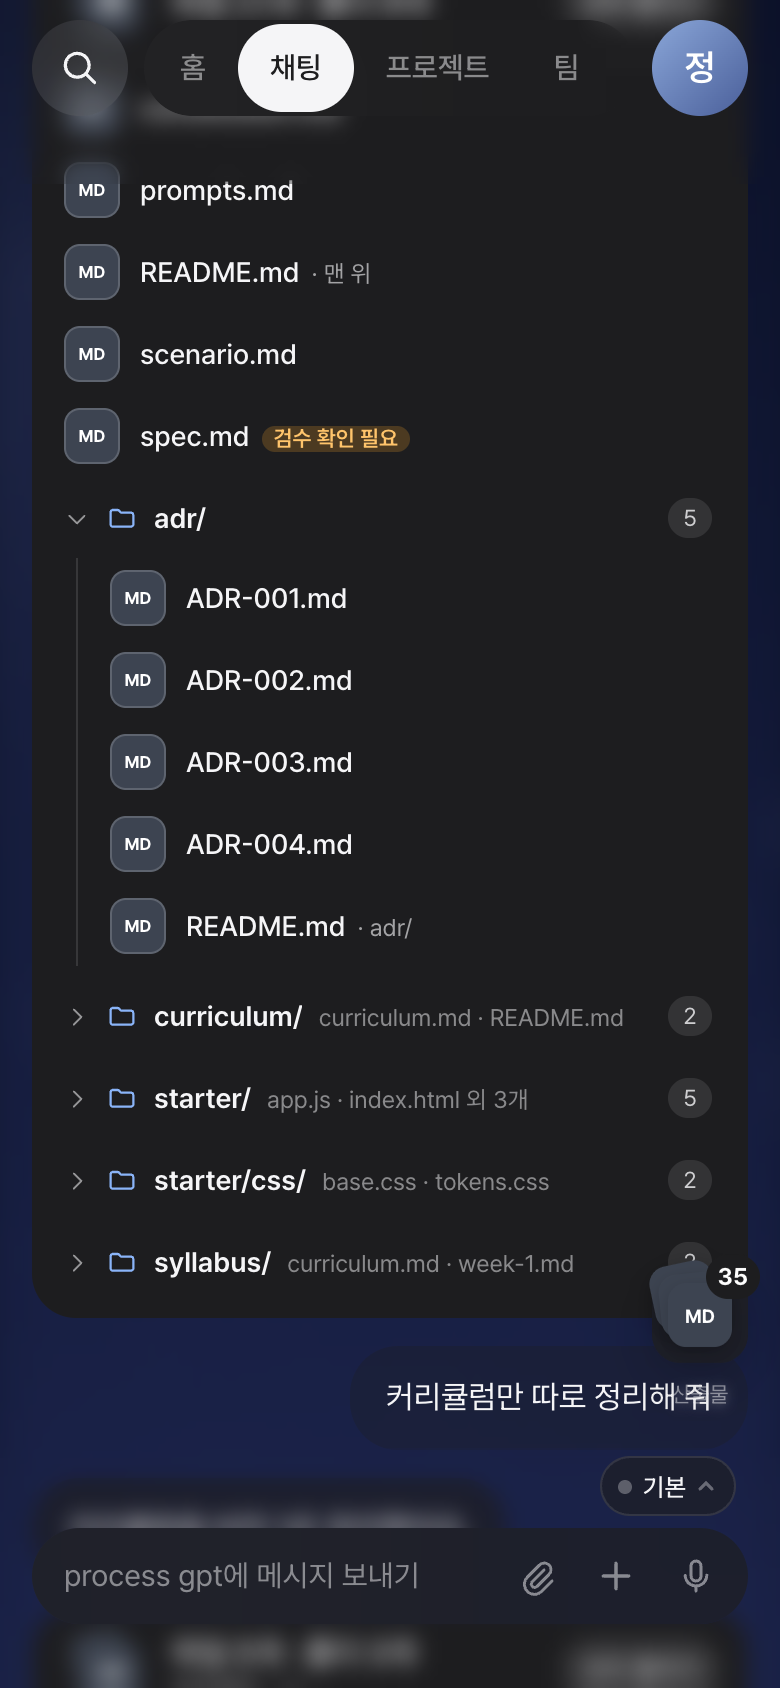 홈 채팅 프로젝트 팀 정
MD prompts.md
MD README.md · 맨 위
MD scenario.md
MD spec.md 검수 확인 필요
adr/ 5
MD ADR-001.md
MD ADR-002.md
MD ADR-003.md
MD ADR-004.md
MD README.md · adr/
curriculum/ curriculum.md · README.md 2
starter/ app.js · index.html 외 3개 5
starter/css/ base.css · tokens.css 2
syllabus/ curriculum.md · week-1.md
35
MD
커리큘럼만 따로 정리해 줘
기본
process gpt에 메시지 보내기